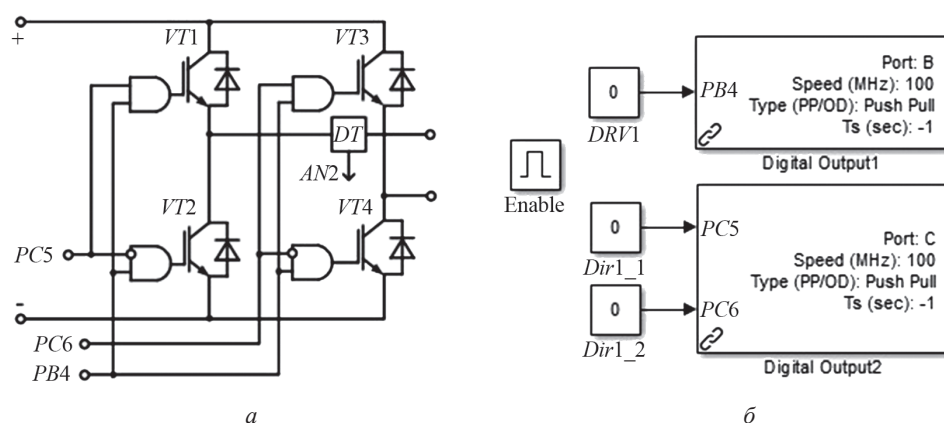 +
VT1
VT3
DT
AN2
VT2
VT4
PC5
-
PC6
PB4
а
0
DRV1
PB4
Port: B
Speed (MHz): 100
Type (PP/OD): Push Pull
Ts (sec): -1
Digital Output1
Enable
0
Dir1_1
0
Dir1_2
PC5
PC6
Port: C
Speed (MHz): 100
Type (PP/OD): Push Pull
Ts (sec): -1
Digital Output2
б